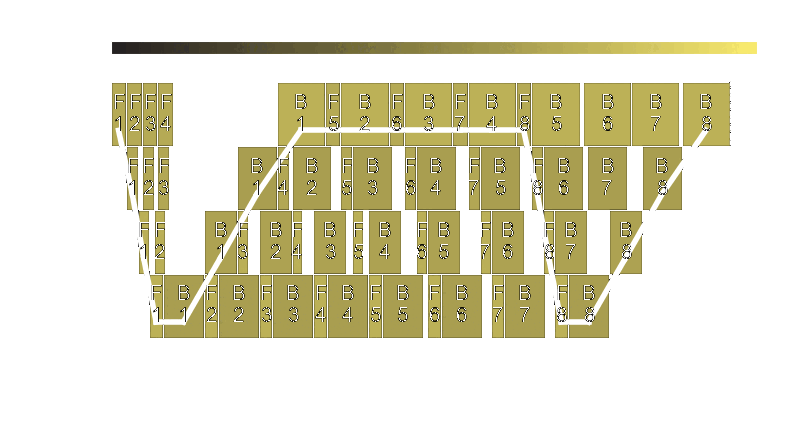 F F F F B F B F B F B F B B B B
1 2 3 4 1 5 2 6 3 7 4 8 5 6 7 8
F F F B F B F B F B F B F B B B
1 2 3 1 4 2 5 3 6 4 7 5 8 6 7 8
F F B F B F B F B F B F B F B B
1 2 1 3 2 4 3 5 4 6 5 7 6 8 7 8
F B F B F B F B F B F B F B F B
1 1 2 2 3 3 4 4 5 5 6 6 7 7 8 8